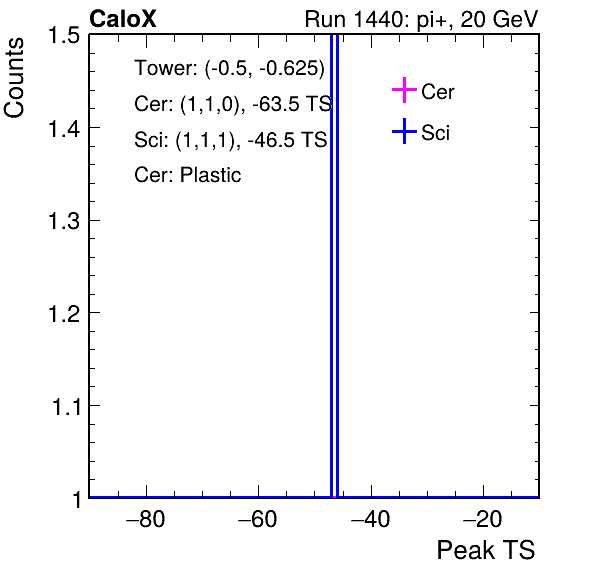 CaloX Run 1440: pi+, 20 GeV
Counts
1.5
Tower: (-0.5, -0.625)
Cer: (1,1,0), -63.5 TS
Sci: (1,1,1), -46.5 TS
Cer: Plastic
Cer
Sci
1.4
1.3
1.2
1.1
1
−80 −60 −40 −20
Peak TS